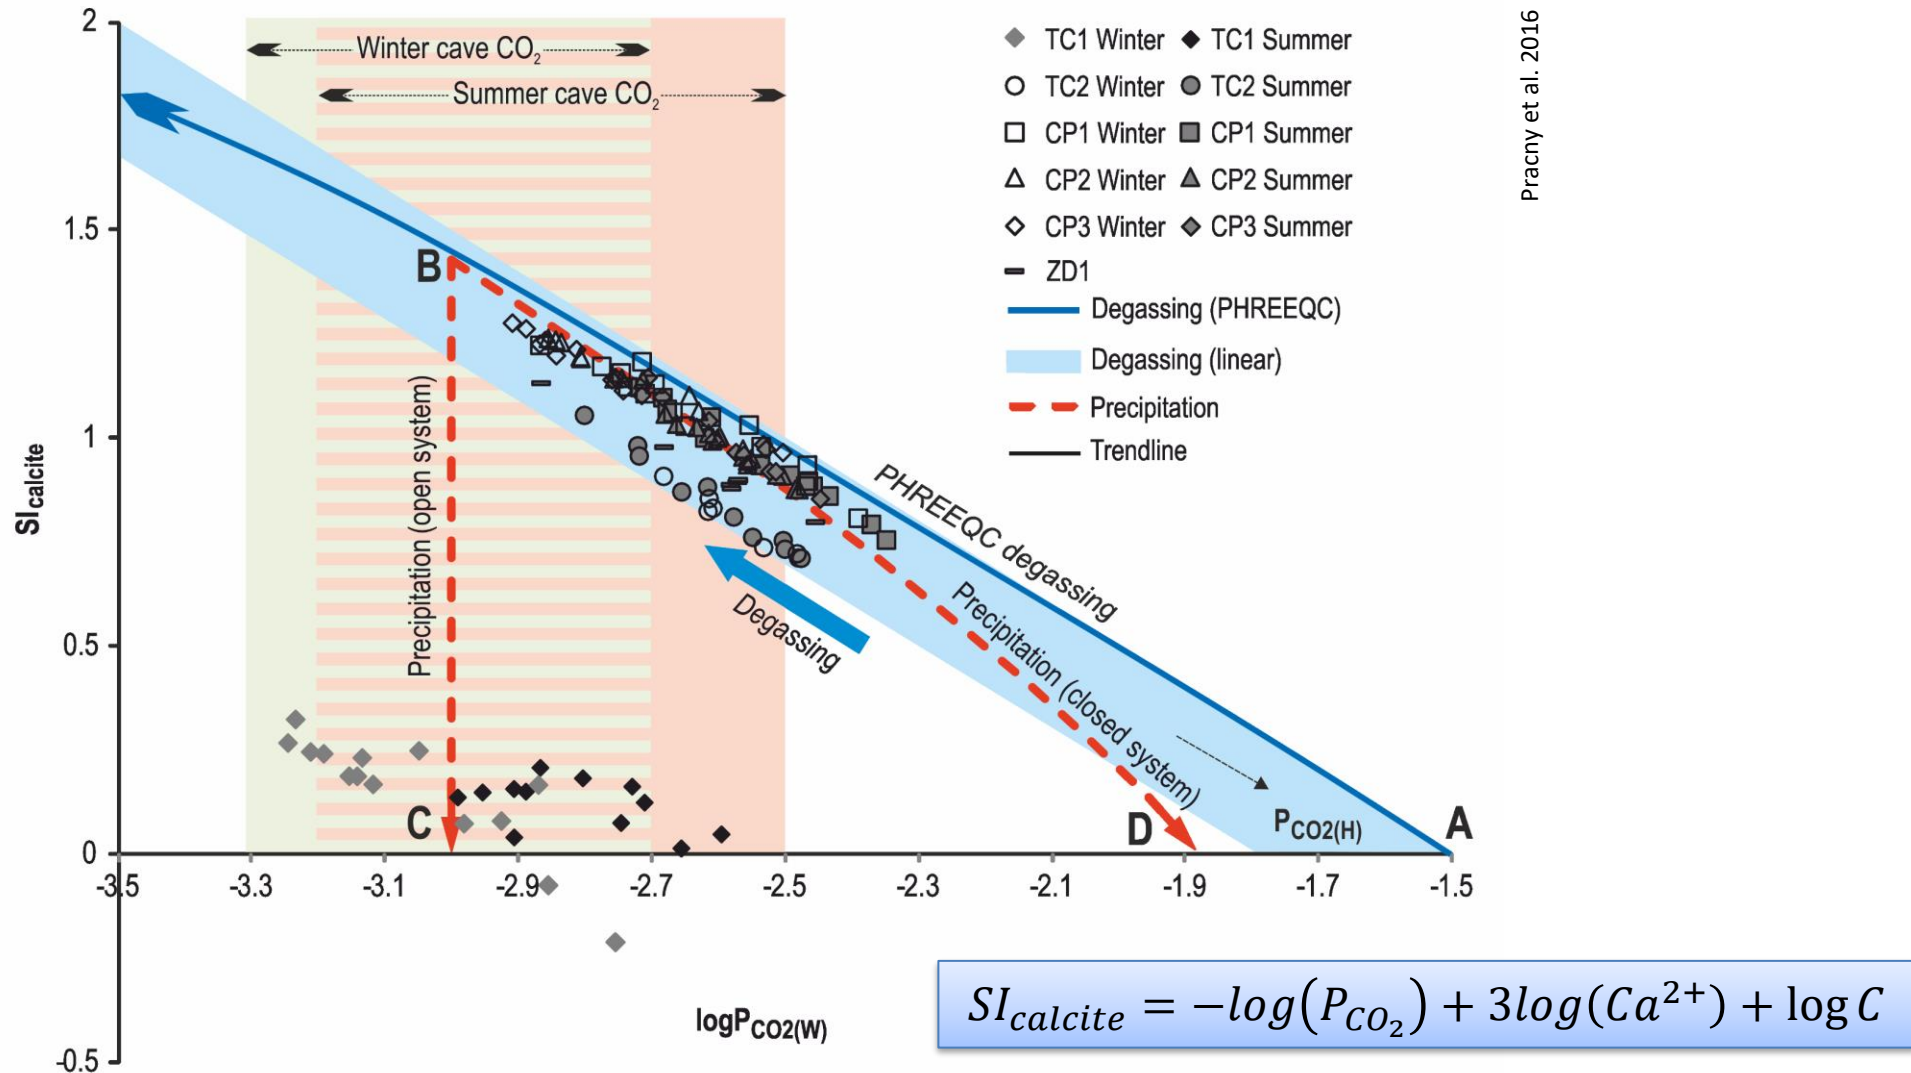 2
1.5
1
0.5
0
-0.5
SIcalcite
-3.5
-3.3
-3.1
-2.9
-2.7
-2.5
-2.3
-2.1
-1.9
-1.7
-1.5
logPCO2(W)
Winter cave CO2
Summer cave CO2
B
C
D
A
Precipitation (open system)
Degassing
PHREEQC degassing
Precipitation (closed system)
PCO2(H)
TC1 Winter TC1 Summer
TC2 Winter TC2 Summer
CP1 Winter CP1 Summer
CP2 Winter CP2 Summer
CP3 Winter CP3 Summer
ZD1
Degassing (PHREEQC)
Degassing (linear)
Precipitation
Trendline
Pracny et al. 2016
SIcalcite = −log(PCO2) + 3log(Ca2+) + log C